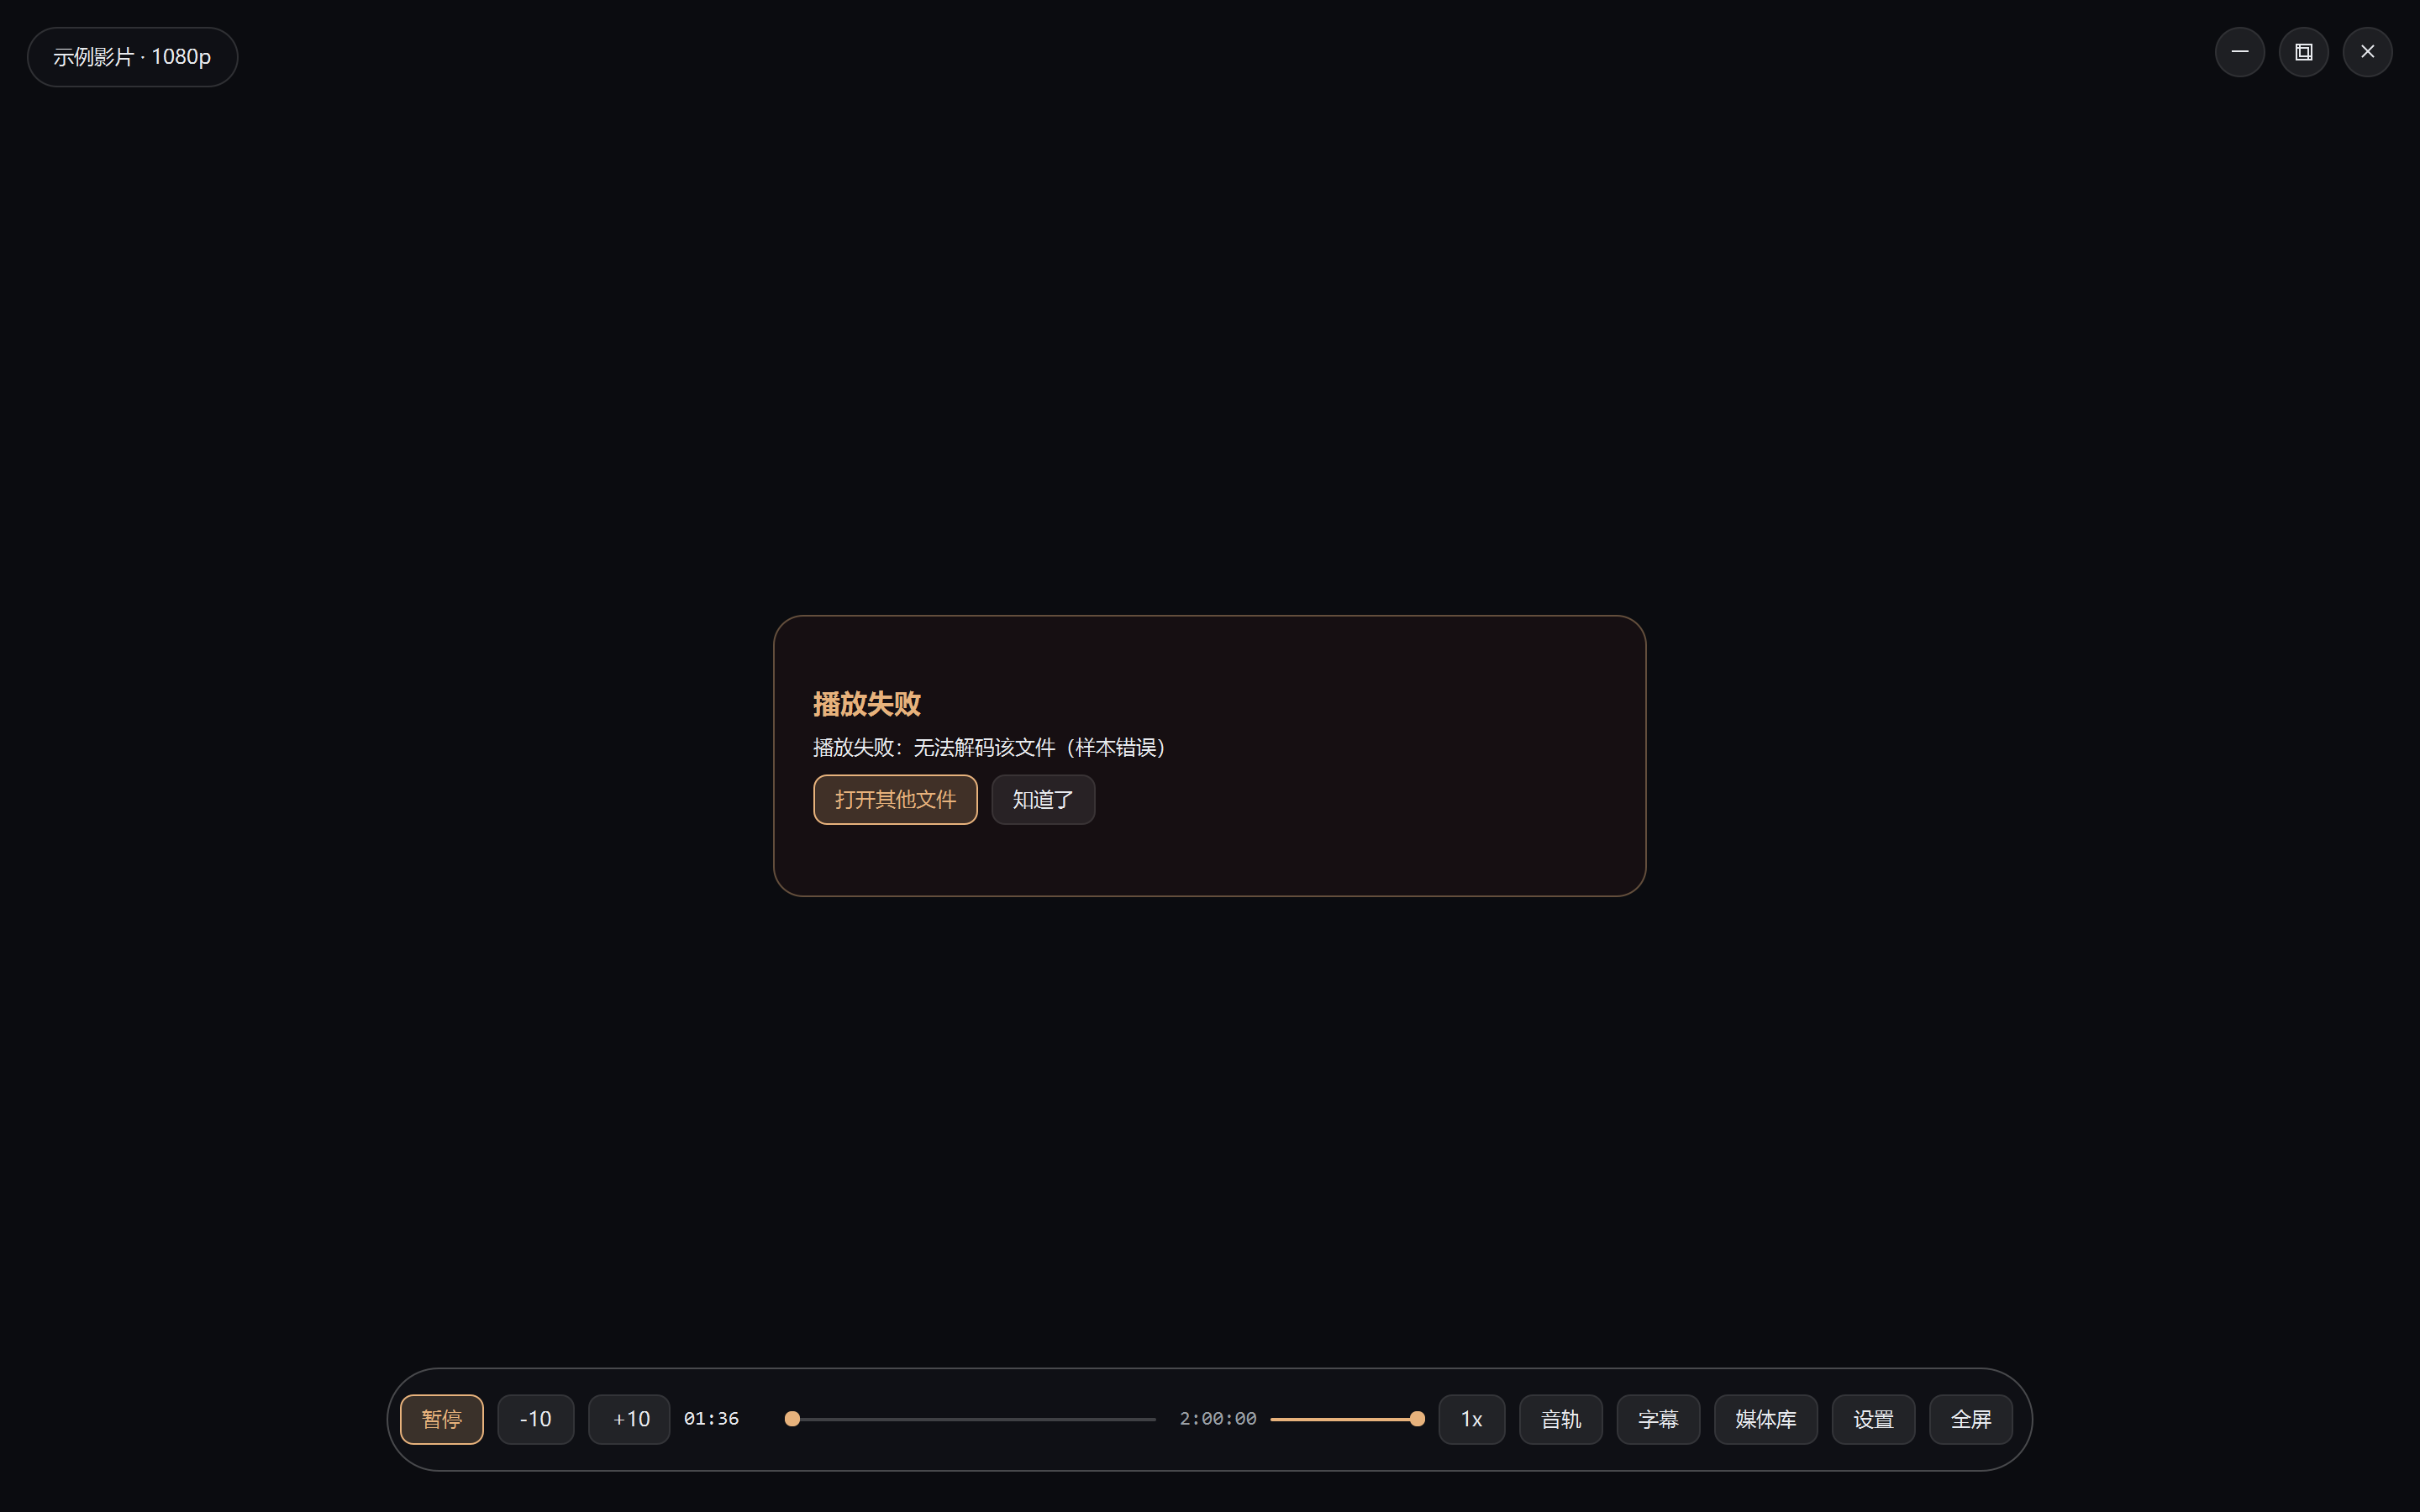 示例影片 · 1080p
播放失败
播放失败：无法解码该文件（样本错误）
打开其他文件 知道了
暂停 -10 +10 01:36 2:00:00 1x 音轨 字幕 媒体库 设置 全屏